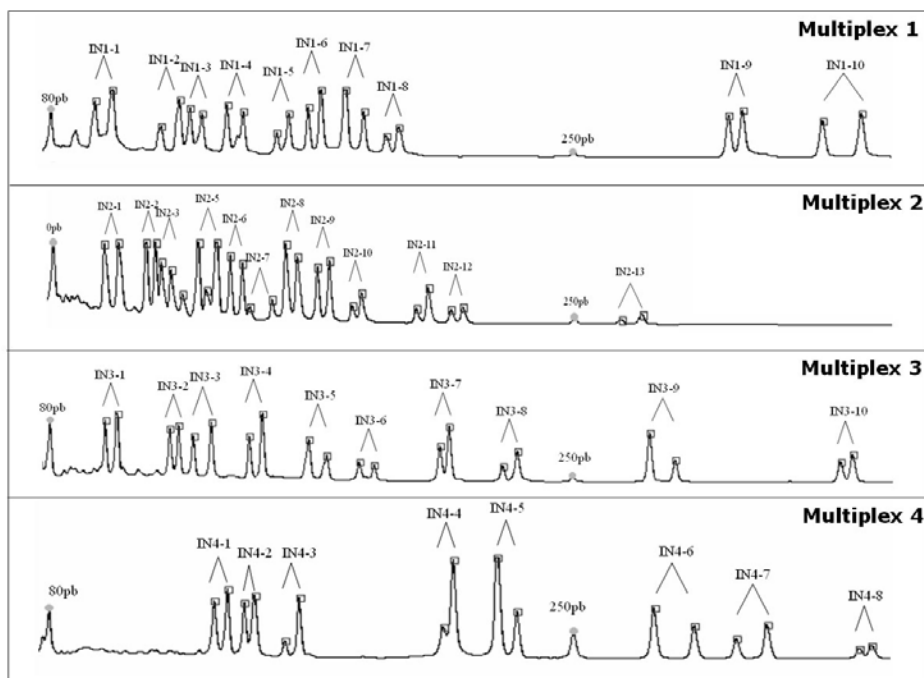 Multiplex 1
IN1-1
IN1-2
IN1-3
IN1-4
IN1-5
IN1-6
IN1-7
IN1-8
IN1-9
IN1-10
80pb
250pb
Multiplex 2
IN2-1
IN2-2
IN2-3
IN2-5
IN2-6
IN2-7
IN2-8
IN2-9
IN2-10
IN2-11
IN2-12
IN2-13
0pb
250pb
Multiplex 3
IN3-1
IN3-2
IN3-3
IN3-4
IN3-5
IN3-6
IN3-7
IN3-8
IN3-9
IN3-10
80pb
250pb
Multiplex 4
IN4-1
IN4-2
IN4-3
IN4-4
IN4-5
IN4-6
IN4-7
IN4-8
80pb
250pb